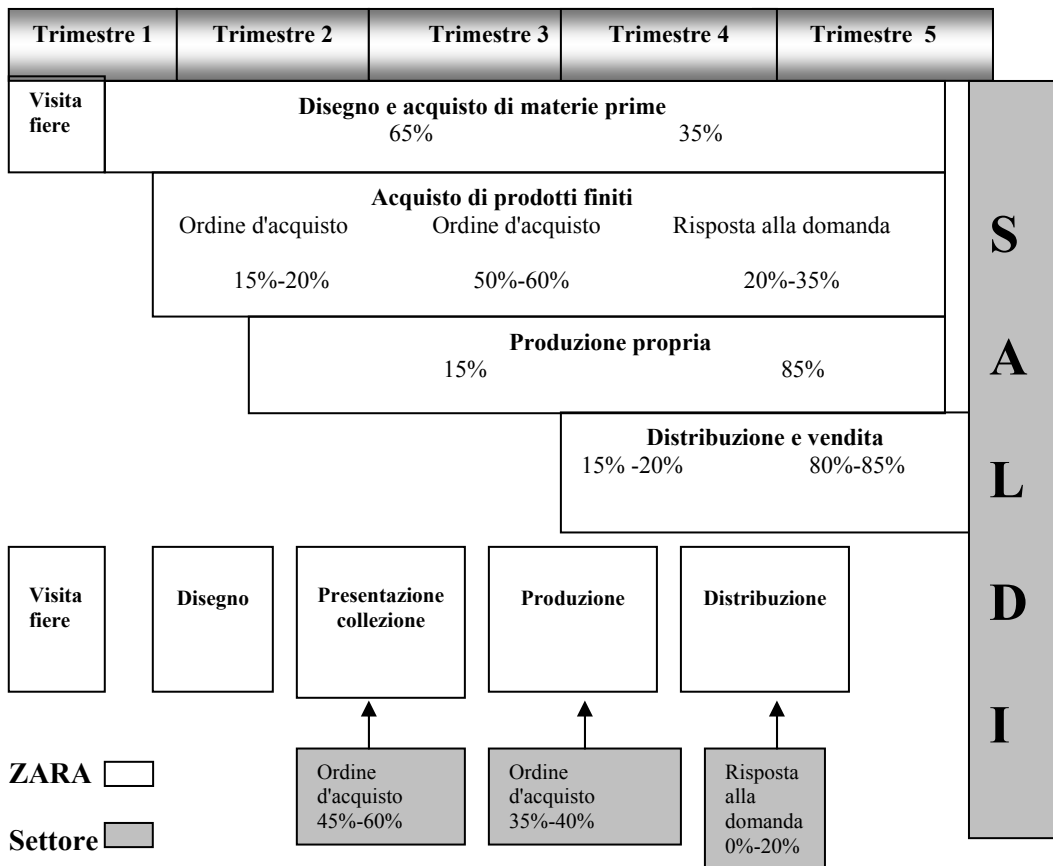 Trimestre 1 Trimestre 2 Trimestre 3 Trimestre 4 Trimestre 5
Visita
fiere
Disegno e acquisto di materie prime
65% 35%
Acquisto di prodotti finiti
Ordine d'acquisto Ordine d'acquisto Risposta alla domanda
15%-20% 50%-60% 20%-35%
Produzione propria
15% 85%
Distribuzione e vendita
15% -20% 80%-85%
S
A
L
D
I
Visita
fiere
Disegno
Presentazione
collezione
Produzione
Distribuzione
Ordine
d'acquisto
45%-60%
Ordine
d'acquisto
35%-40%
Risposta
alla
domanda
0%-20%
ZARA
Settore